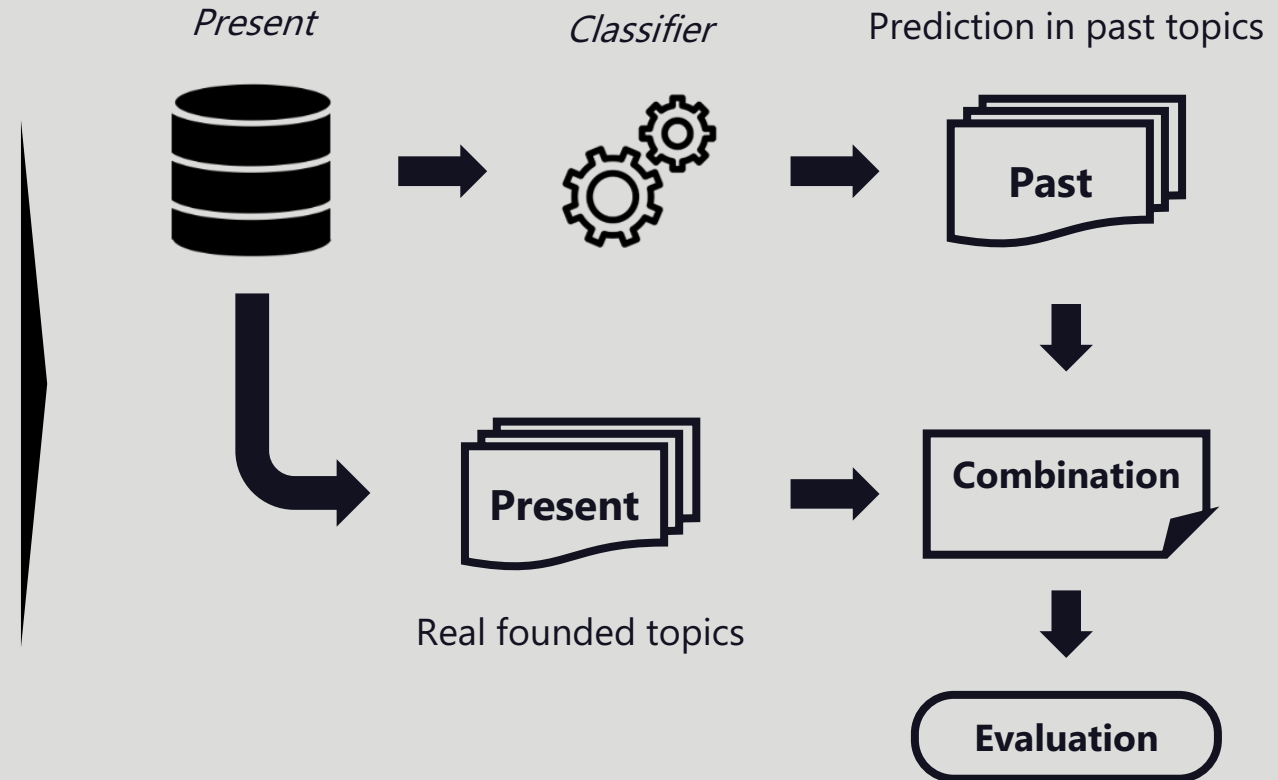 Present
Classifier
Prediction in past topics
Past
Present
Combination
Real founded topics
Evaluation